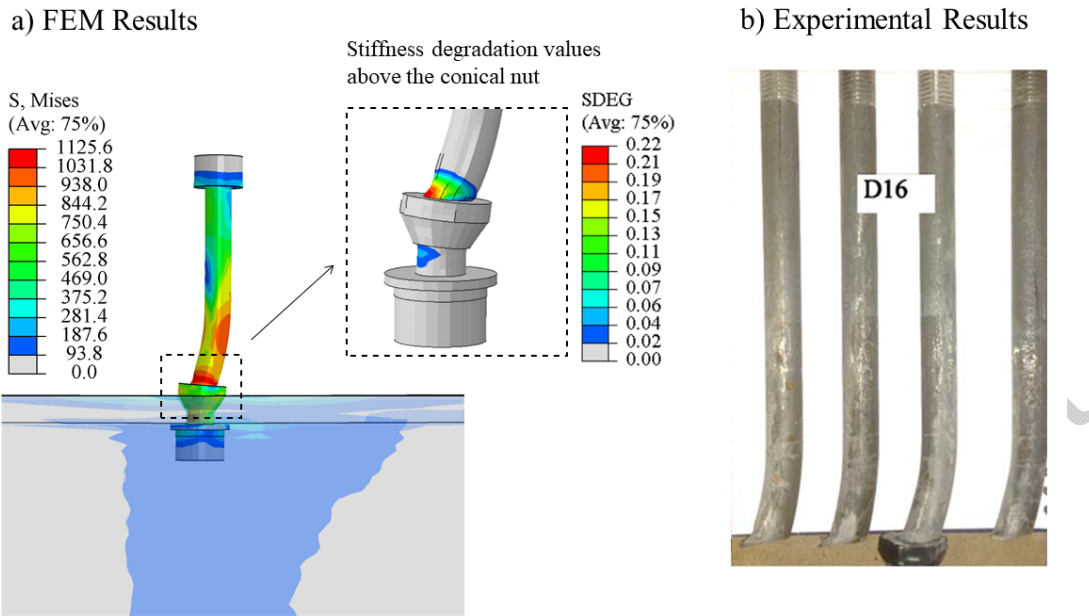 a) FEM Results
b) Experimental Results
Stiffness degradation values
above the conical nut
S, Mises
(Avg: 75%)
1125.6
1031.8
938.0
844.2
750.4
656.6
562.8
469.0
375.2
281.4
187.6
93.8
0.0
SDEG
(Avg: 75%)
0.22
0.21
0.19
0.17
0.15
0.13
0.11
0.09
0.07
0.06
0.04
0.02
0.00
D16